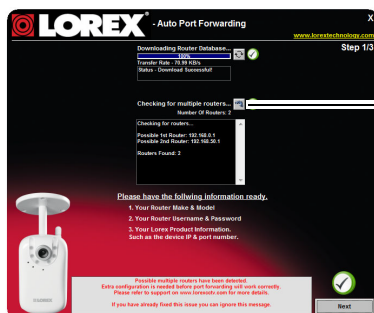 LOREX
- Auto Port Forwarding
X
www.lorextechnology.com
Step 1/3
Downloading Router Database...
100%
Transfer Rate - 70.99 KB/s
Status - Download Successful!
Checking for multiple routers...
Number Of Routers: 2
Checking for routers...
Possible 1st Router: 192.168.0.1
Possible 2nd Router: 192.168.50.1
Routers Found: 2
Please have the follwing information ready.
1. Your Router Make & Model
2. Your Router Username & Password
3. Your Lorex Product Information.
Such as the device IP & port number.
Possible multiple routers have been detected.
Extra configuration is needed before port forwarding will work correctly.
Please refer to support on www.lorexcctv.com for more details.
If you have already fixed this issue you can ignore this message.
Next